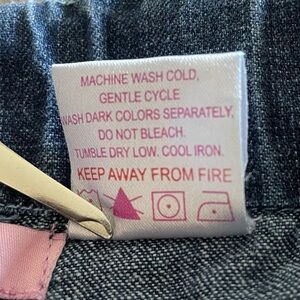 MACHINE WASH COLD,
GENTLE CYCLE
WASH DARK COLORS SEPARATELY,
DO NOT BLEACH.
TUMBLE DRY LOW. COOL IRON.
KEEP AWAY FROM FIRE